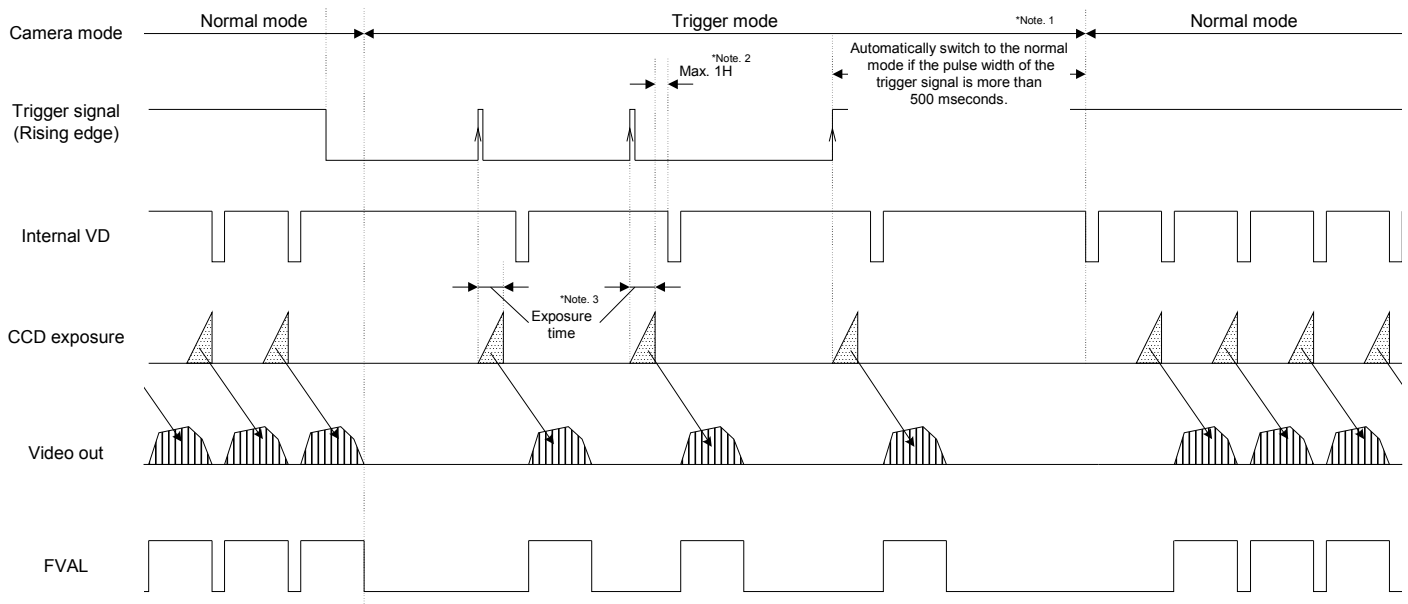 Camera mode
Normal mode
Trigger mode
*Note. 1
Normal mode
*Note. 2
Max. 1H
Automatically switch to the normal
mode if the pulse width of the
trigger signal is more than
500 mseconds.
Trigger signal
(Rising edge)
Internal VD
*Note. 3
Exposure
time
CCD exposure
Video out
FVAL